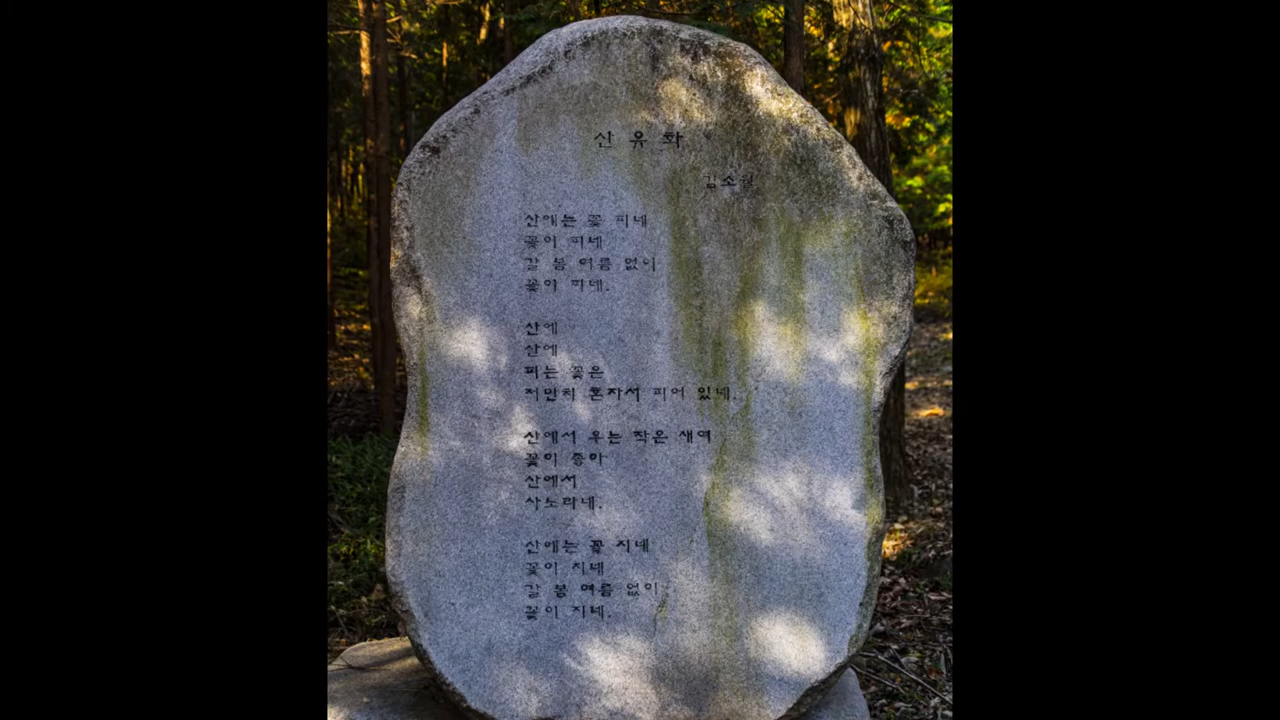 산유화
김소월
산에는 꽃 피네
꽃이 피네
갈 봄 여름 없이
꽃이 피네.
산에
산에
피는 꽃은
저만치 혼자서 피어 있네.
산에서 우는 작은 새여
꽃이 좋아
산에서
사노라네.
산에는 꽃 지네
꽃이 지네
갈 봄 여름 없이
꽃이 지네.